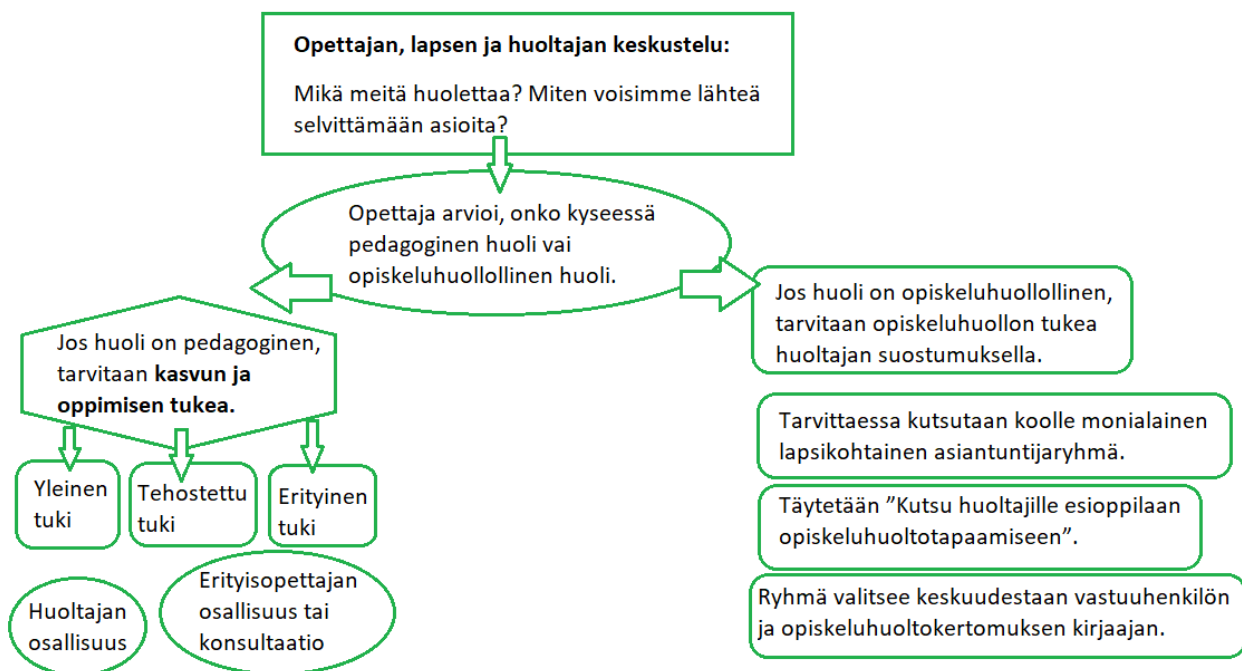 Opettajan, lapsen ja huoltajan keskustelu:
Mikä meitä huolettaa? Miten voisimme lähteä
selvittämään asioita?
Opettaja arvioi, onko kyseessä
pedagoginen huoli vai
opiskeluhuollollinen huoli.
Jos huoli on pedagoginen,
tarvitaan kasvun ja
oppimisen tukea.
Yleinen
tuki
Tehostettu
tuki
Erityinen
tuki
Huoltajan
osallisuus
Erityisopettajan
osallisuus tai
konsultaatio
Jos huoli on opiskeluhuollollinen,
tarvitaan opiskeluhuollon tukea
huoltajan suostumuksella.
Tarvittaessa kutsutaan koolle monialainen
lapsikohtainen asiantuntijaryhmä.
Täytetään ”Kutsu huoltajille esioppilaan
opiskeluhuoltotapaamiseen”.
Ryhmä valitsee keskuudestaan vastuuhenkilön
ja opiskeluhuoltokertomuksen kirjaajan.